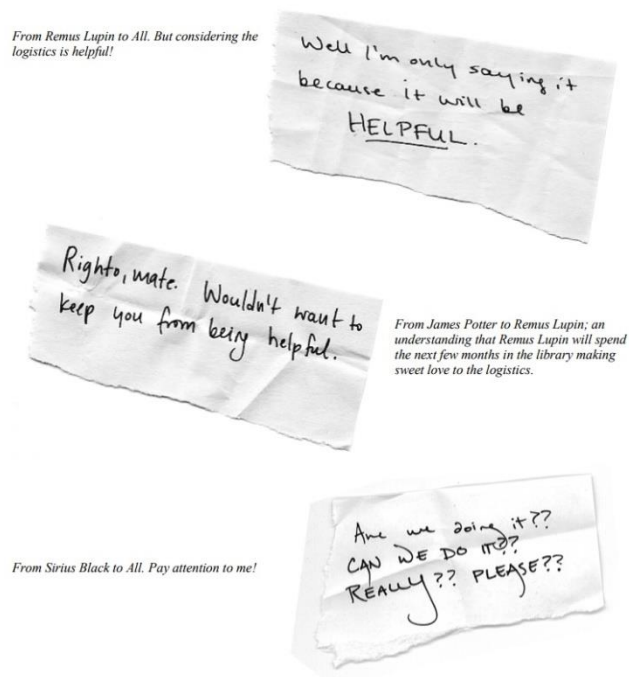 From Remus Lupin to All. But considering the
logistics is helpful!
Well I'm only saying it
because it will be
HELPFUL.
Righto, mate. Wouldn't want to
keep you from being helpful.
From James Potter to Remus Lupin; an
understanding that Remus Lupin will spend
the next few months in the library making
sweet love to the logistics.
From Sirius Black to All. Pay attention to me!
Are we doing it??
CAN WE DO IT??
REALLY?? PLEASE??